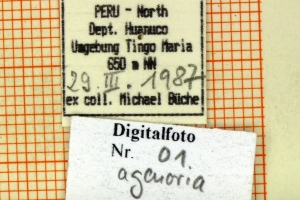 PERU - North
Dept. Huánuco
Umgebung Tingo Maria
650 m NN
29. III. 1987
ex coll. Michael Büche
Digitalfoto
Nr. 01.
agenoria